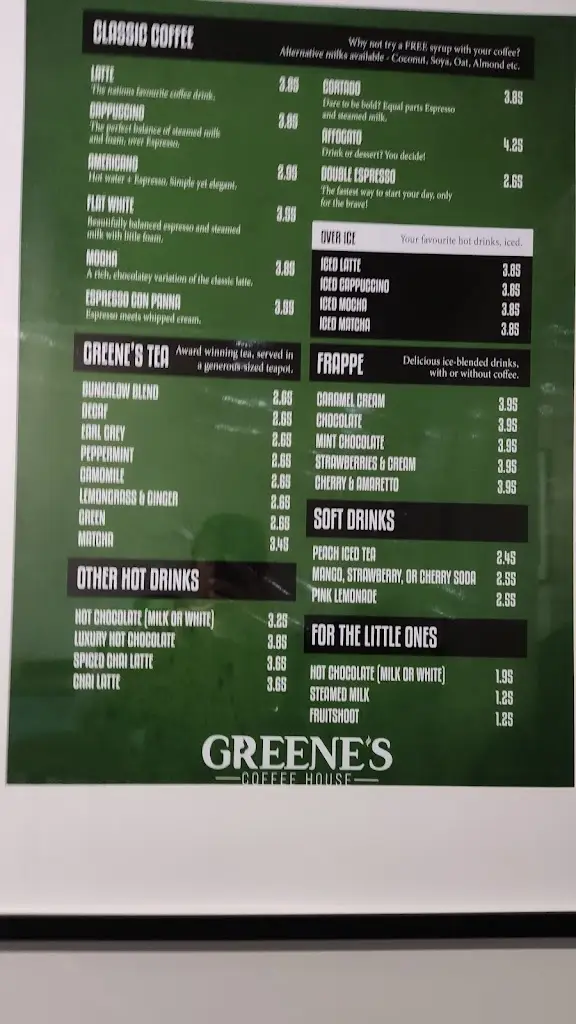 CLASSIC COFFEE
Why not try a FREE syrup with your coffee?
Alternative milks available - Coconut, Soya, Oat, Almond etc.
LATTE 3.85
The nations favourite coffee drink.
CAPPUCCINO 3.85
The perfect balance of steamed milk
and foam, over Espresso.
AMERICANO
Hot water + Espresso. Simple yet elegant.
FLAT WHITE
Beautifully balanced espresso and steamed
milk with little foam.
MOCHA
A rich, chocolatey variation of the classic latte.
ESPRESSO CON PANNA
Espresso meets whipped cream.
CORTADO 3.85
Dare to be bold? Equal parts Espresso
and steamed milk.
AFFOGATO 4.25
Drink or dessert? You decide!
DOUBLE ESPRESSO 2.65
The fastest way to start your day, only
for the brave!
OVER ICE Your favourite hot drinks, iced.
ICED LATTE 3.85
ICED CAPPUCCINO 3.85
ICED MOCHA 3.85
ICED MATCHA 3.85
GREENE'S TEA Award winning tea, served in
a generous-sized teapot.
BUNGALOW BLEND 2.65
DECAF 2.65
EARL GREY 2.65
PEPPERMINT 2.65
CAMOMILE 2.65
LEMONGRASS & GINGER 2.65
GREEN 2.65
MATCHA 3.45
FRAPPE Delicious ice-blended drinks,
with or without coffee.
CARAMEL CREAM 3.95
CHOCOLATE 3.95
MINT CHOCOLATE 3.95
STRAWBERRIES & CREAM 3.95
CHERRY & AMARETTO 3.95
OTHER HOT DRINKS
HOT CHOCOLATE (MILK OR WHITE) 3.25
LUXURY HOT CHOCOLATE 3.85
SPICED CHAI LATTE 3.65
CHAI LATTE 3.65
SOFT DRINKS
PEACH ICED TEA 2.45
MANGO, STRAWBERRY, OR CHERRY SODA 2.55
PINK LEMONADE 2.55
FOR THE LITTLE ONES
HOT CHOCOLATE (MILK OR WHITE) 1.95
STEAMED MILK 1.25
FRUITSHOOT 1.25
GREENE'S
COFFEE HOUSE